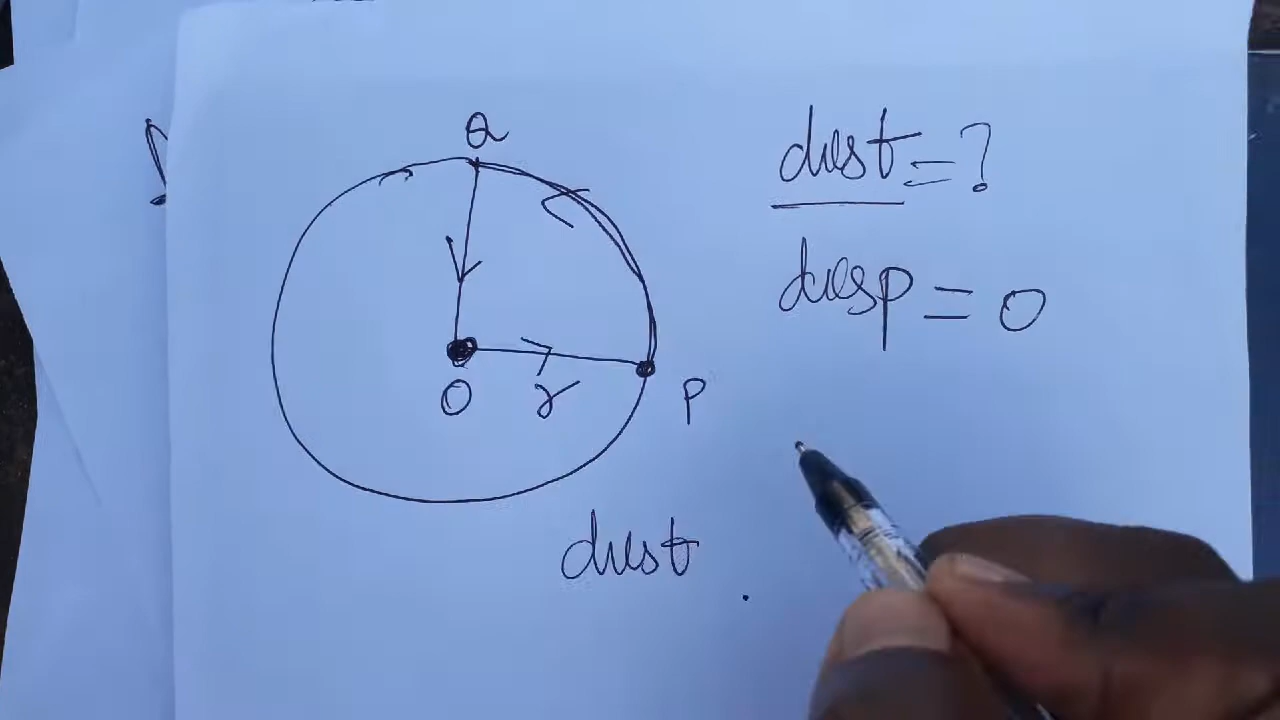 Q
dist = ?
disp = 0
O
r
P
dist
.